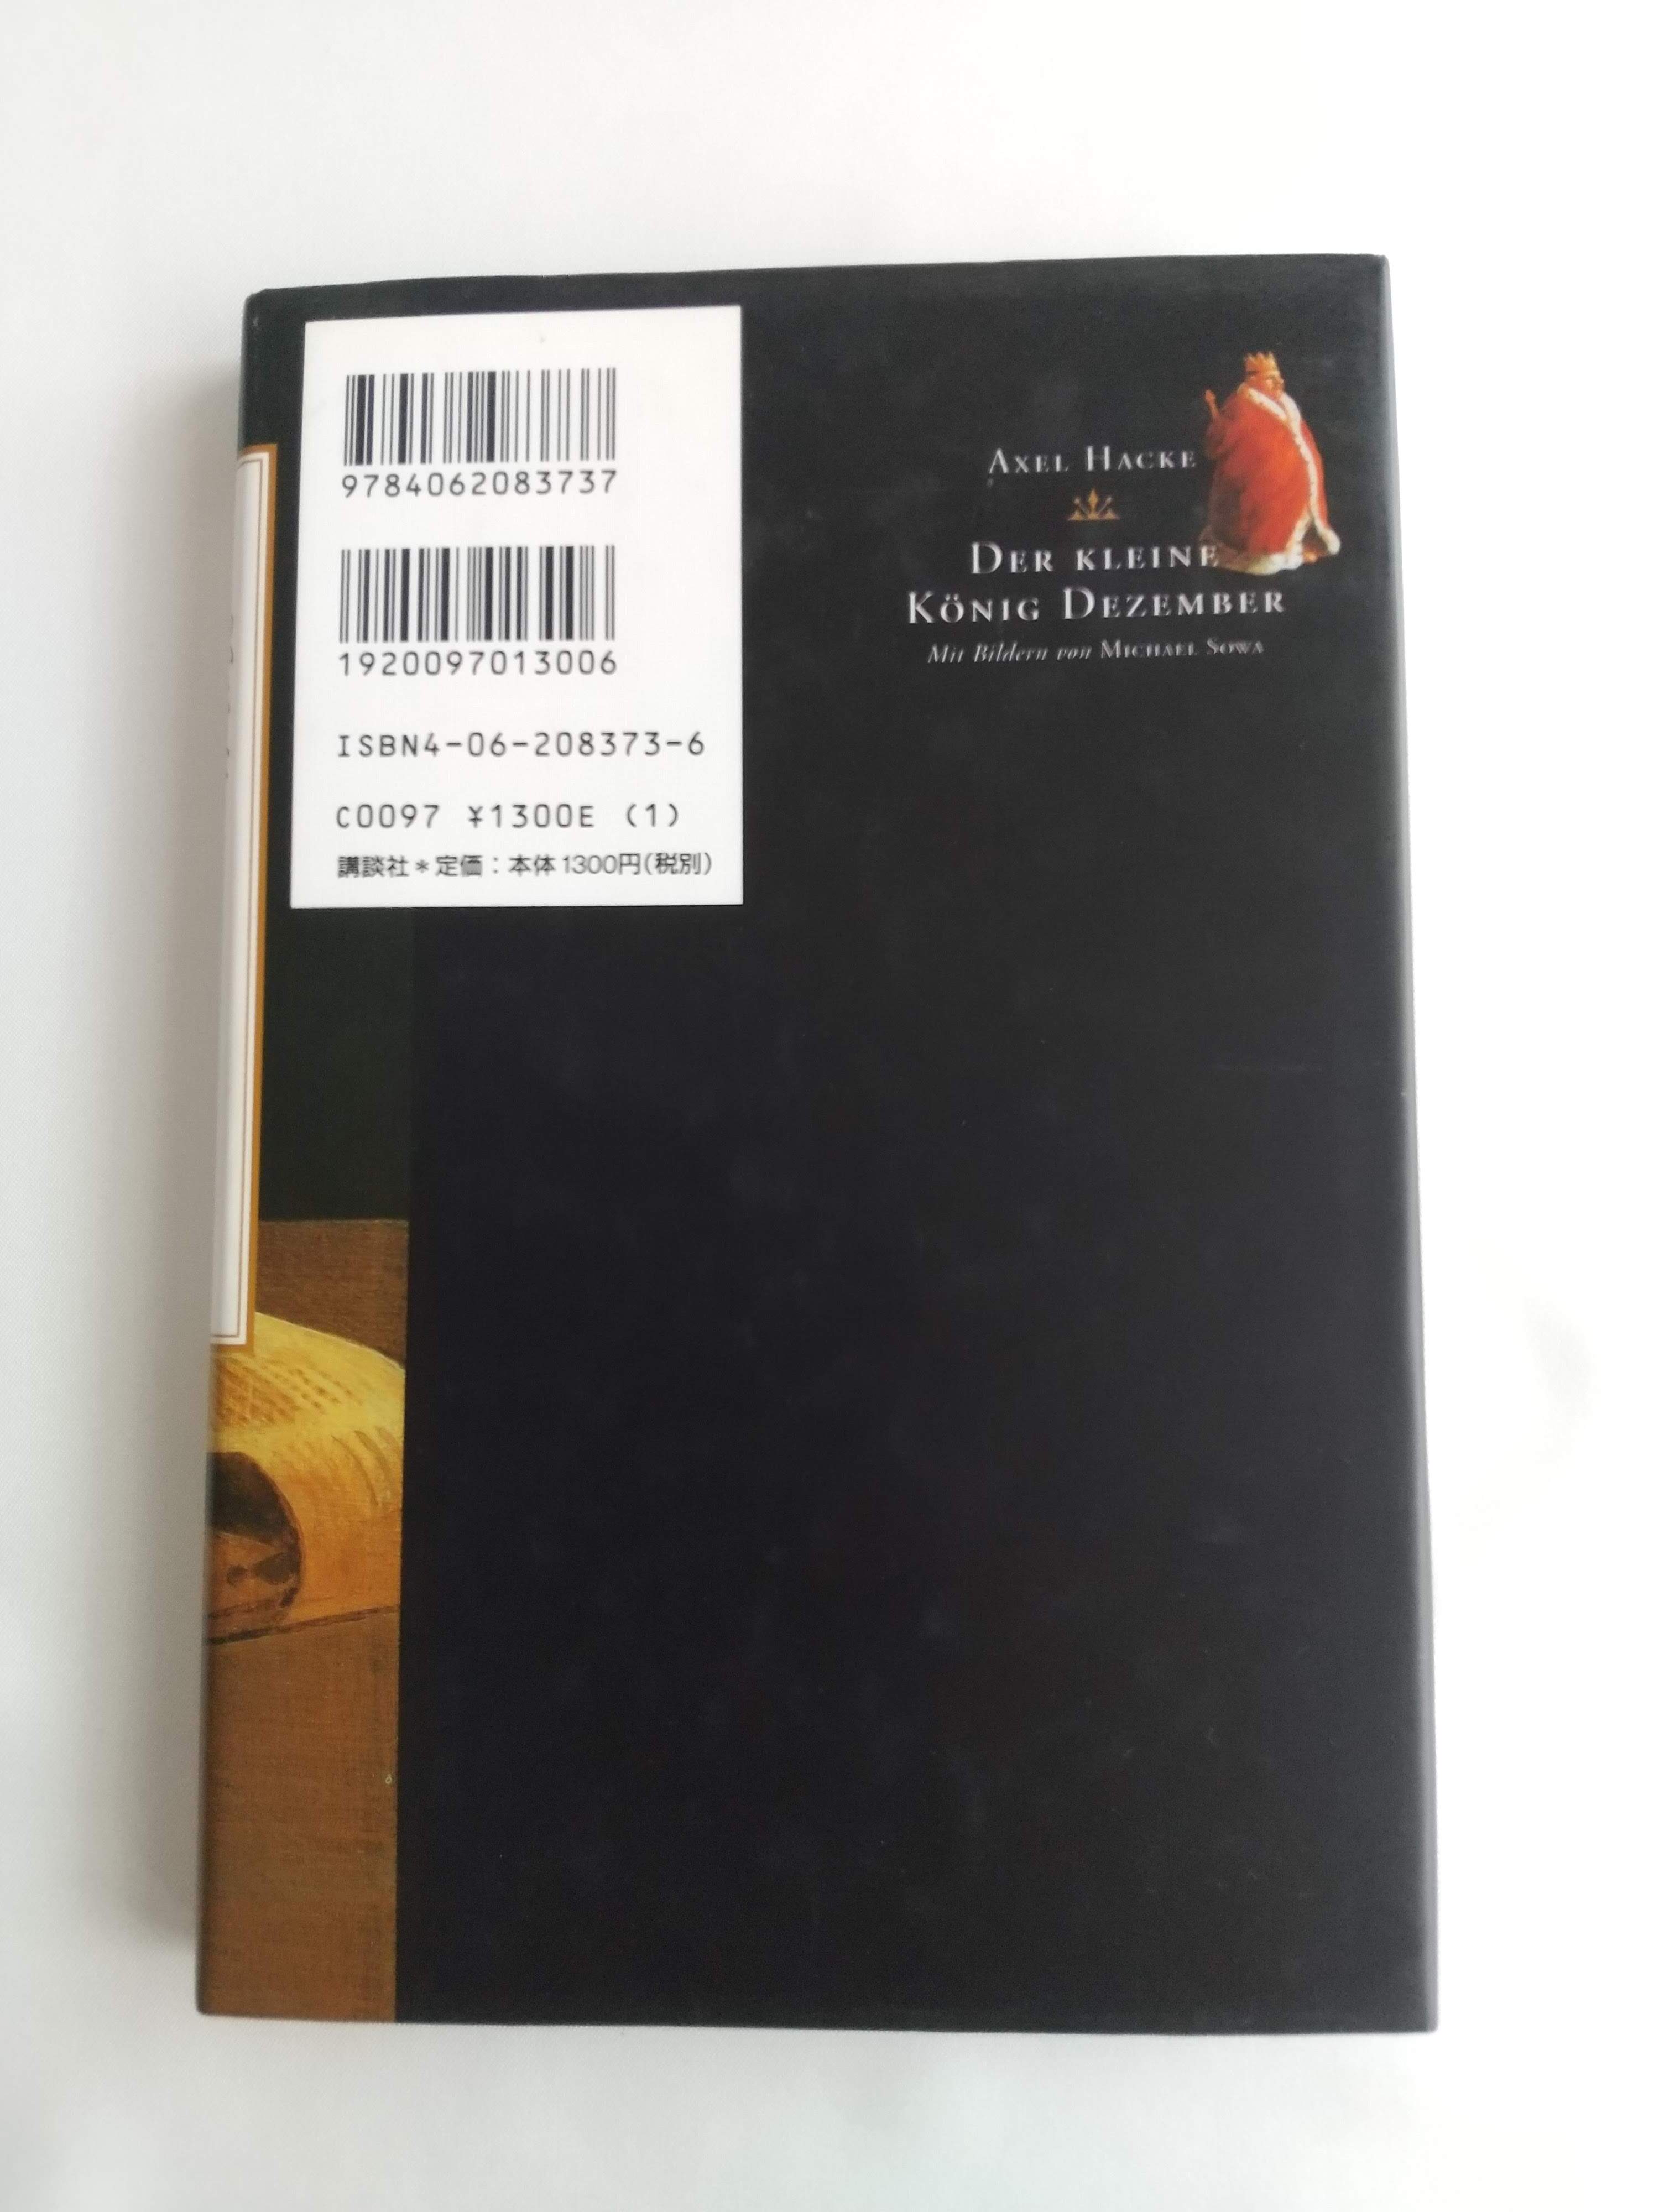 9784062083737
1920097013006
ISBN4-06-208373-6
C0097 ¥1300E (1)
講談社*定価：本体1300円(税別)
AXEL HACKE
DER KLEINE
KÖNIG DEZEMBER
Mit Bildern von MICHAEL SOWA